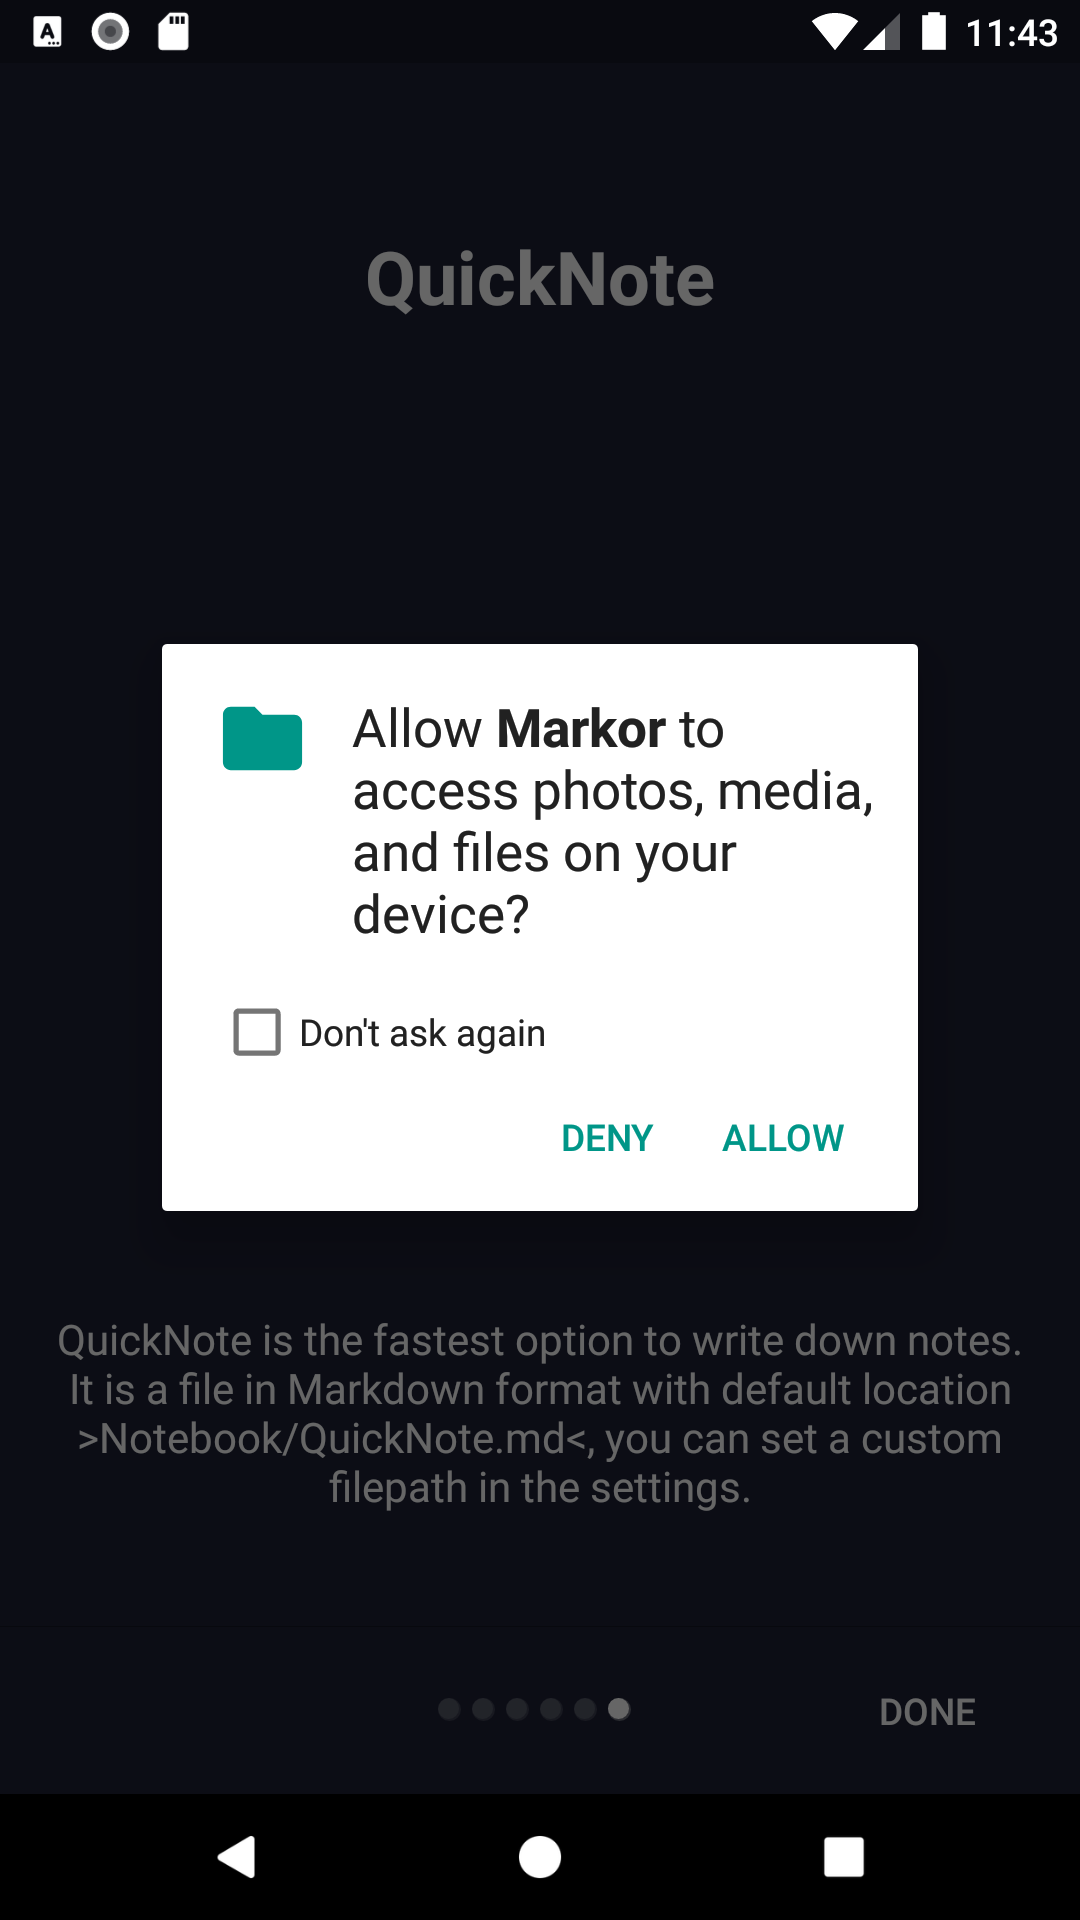 11:43
QuickNote
Allow Markor to
access photos, media,
and files on your
device?
Don't ask again
DENY ALLOW
QuickNote is the fastest option to write down notes.
It is a file in Markdown format with default location
>Notebook/QuickNote.md<, you can set a custom
filepath in the settings.
DONE